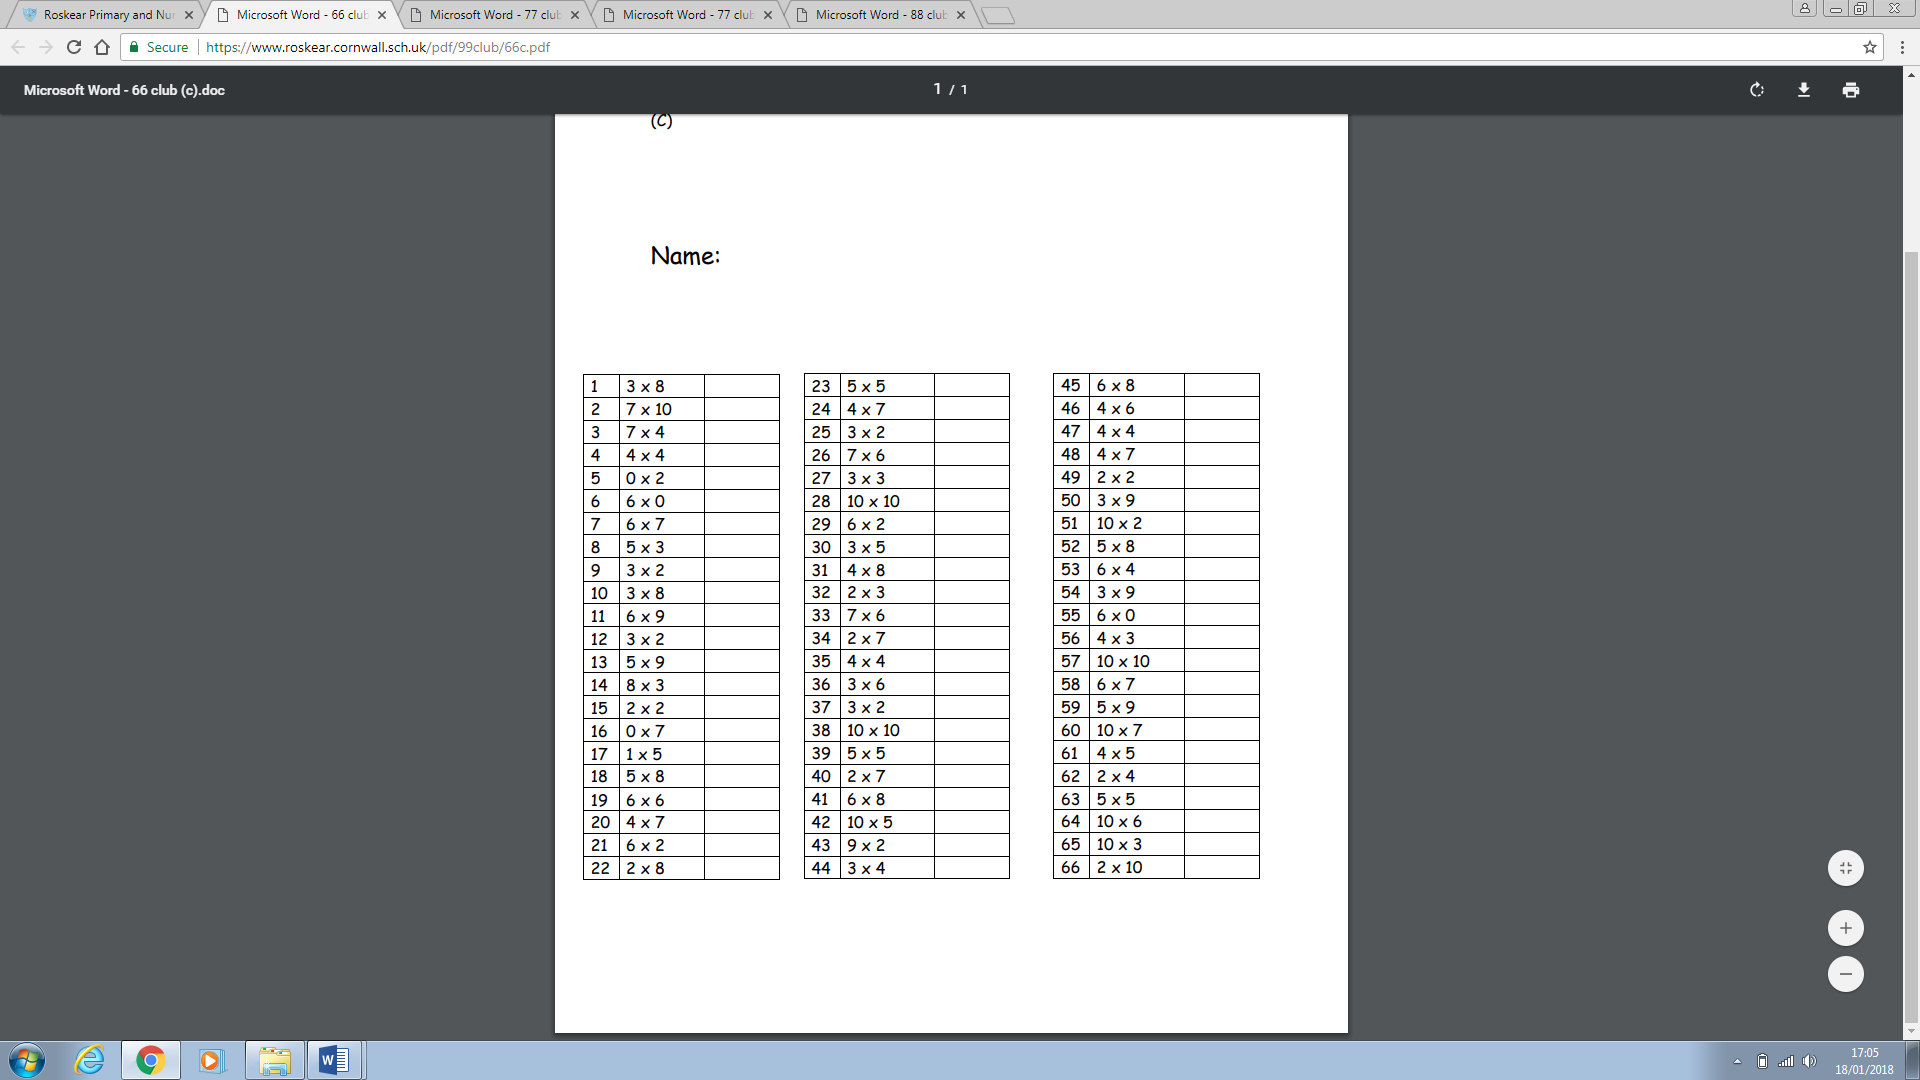 Roskear Primary and Nur
Microsoft Word - 66 club
Microsoft Word - 77 club
Microsoft Word - 77 club
Microsoft Word - 88 club
Secure
https://www.roskear.cornwall.sch.uk/pdf/99club/66c.pdf
Microsoft Word - 66 club (c).doc
1 / 1
(C)
Name:
1 3 x 8
2 7 x 10
3 7 x 4
4 4 x 4
5 0 x 2
6 6 x 0
7 6 x 7
8 5 x 3
9 3 x 2
10 3 x 8
11 6 x 9
12 3 x 2
13 5 x 9
14 8 x 3
15 2 x 2
16 0 x 7
17 1 x 5
18 5 x 8
19 6 x 6
20 4 x 7
21 6 x 2
22 2 x 8
23 5 x 5
24 4 x 7
25 3 x 2
26 7 x 6
27 3 x 3
28 10 x 10
29 6 x 2
30 3 x 5
31 4 x 8
32 2 x 3
33 7 x 6
34 2 x 7
35 4 x 4
36 3 x 6
37 3 x 2
38 10 x 10
39 5 x 5
40 2 x 7
41 6 x 8
42 10 x 5
43 9 x 2
44 3 x 4
45 6 x 8
46 4 x 6
47 4 x 4
48 4 x 7
49 2 x 2
50 3 x 9
51 10 x 2
52 5 x 8
53 6 x 4
54 3 x 9
55 6 x 0
56 4 x 3
57 10 x 10
58 6 x 7
59 5 x 9
60 10 x 7
61 4 x 5
62 2 x 4
63 5 x 5
64 10 x 6
65 10 x 3
66 2 x 10
17:05
18/01/2018